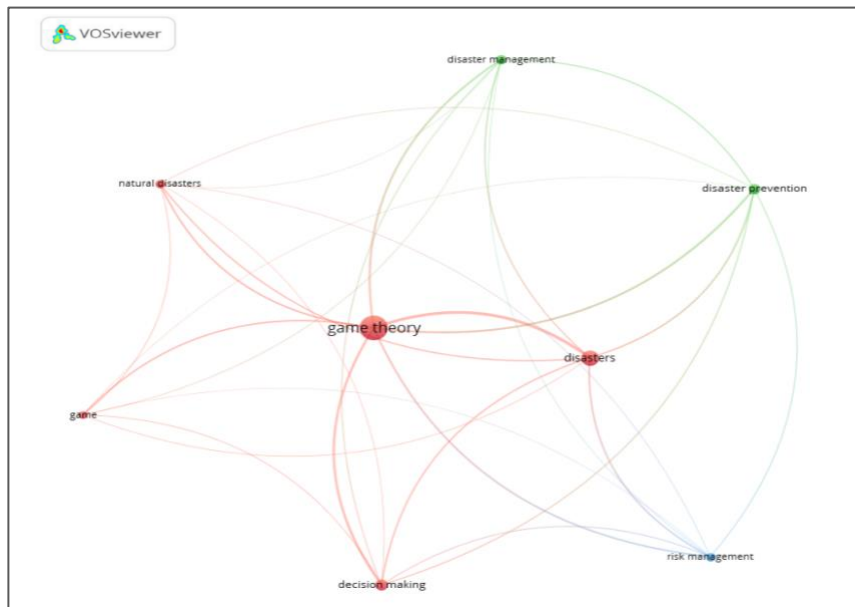 VOSviewer
disaster management
natural disasters
disaster prevention
game theory
disasters
game
risk management
decision making